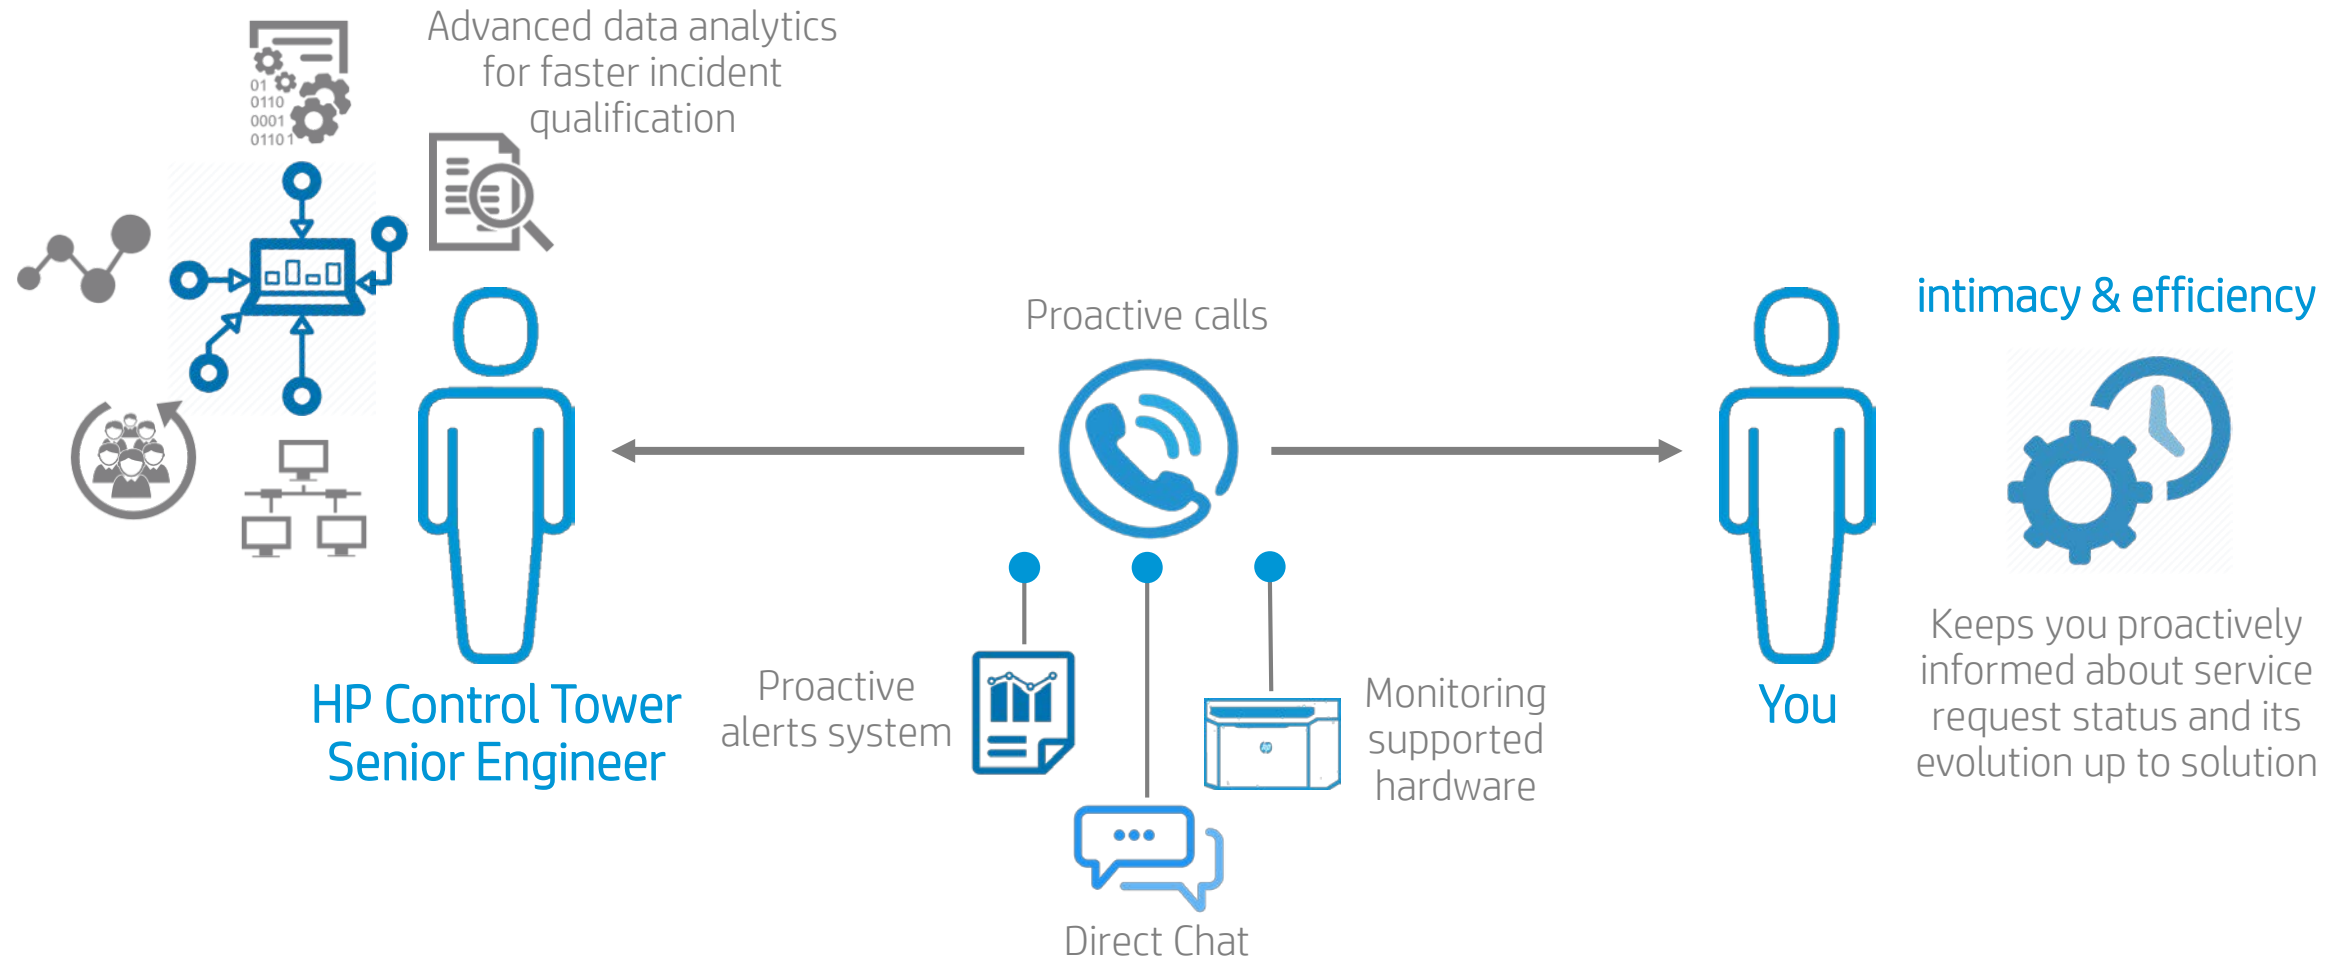 Advanced data analytics
for faster incident
qualification
01
0110
0001
01101
Proactive calls
intimacy & efficiency
HP Control Tower
Senior Engineer
Proactive
alerts system
Monitoring
supported
hardware
Direct Chat
You
Keeps you proactively
informed about service
request status and its
evolution up to solution
hp